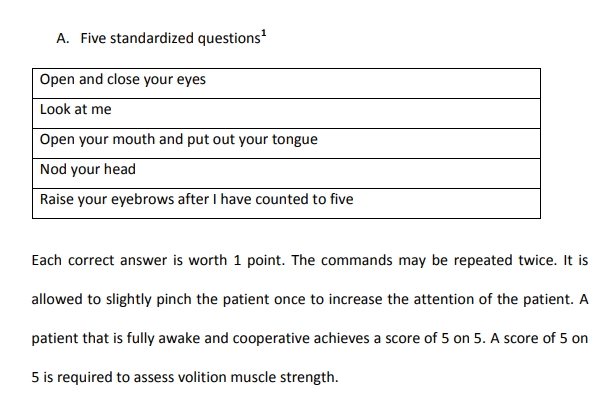 A. Five standardized questions¹
Open and close your eyes
Look at me
Open your mouth and put out your tongue
Nod your head
Raise your eyebrows after I have counted to five
Each correct answer is worth 1 point. The commands may be repeated twice. It is
allowed to slightly pinch the patient once to increase the attention of the patient. A
patient that is fully awake and cooperative achieves a score of 5 on 5. A score of 5 on
5 is required to assess volition muscle strength.